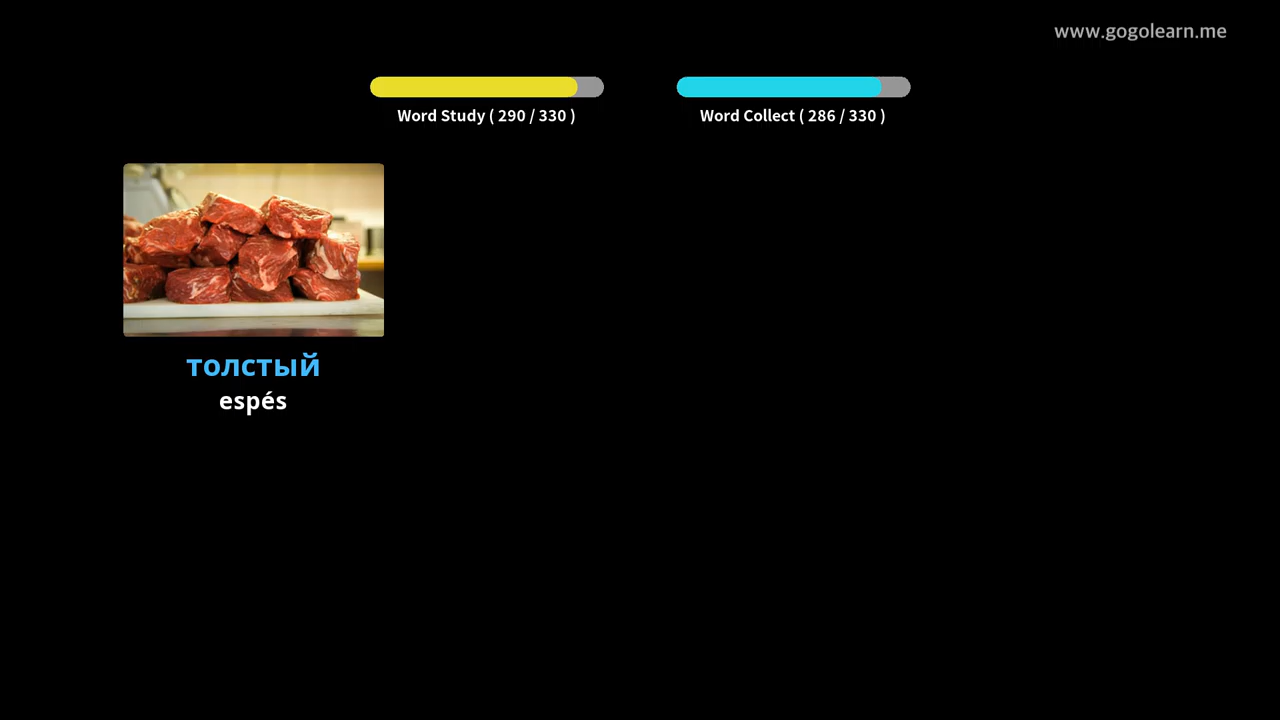 www.gogolearn.me
Word Study ( 290 / 330 )
Word Collect ( 286 / 330 )
толстый
espés